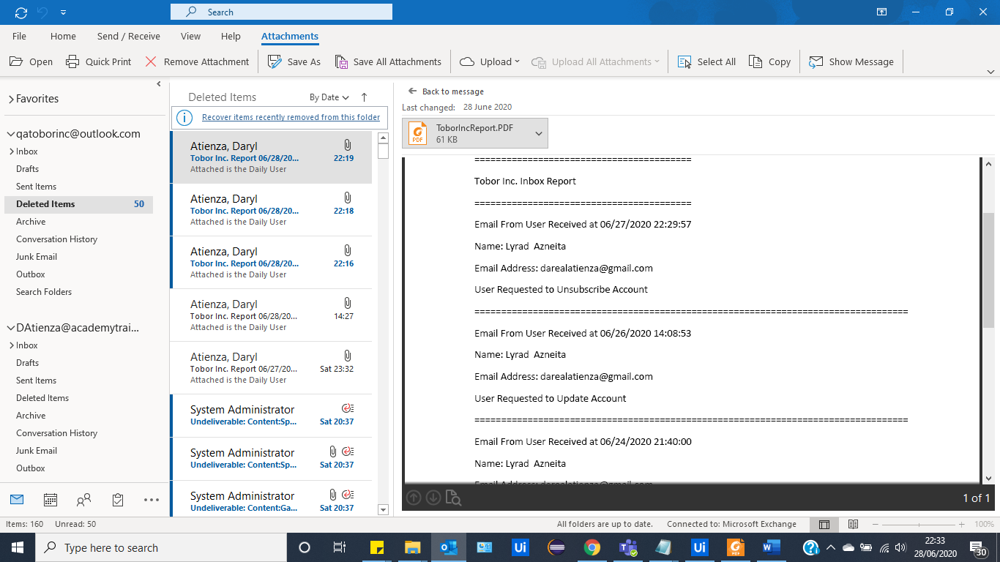 Search
File Home Send / Receive View Help Attachments
Open Quick Print Remove Attachment Save As Save All Attachments Upload Upload All Attachments Select All Copy Show Message
Favorites
qatoborinc@outlook.com
Inbox
Drafts
Sent Items
Deleted Items 50
Archive
Conversation History
Junk Email
Outbox
Search Folders
DAtienza@academytrai...
Inbox
Drafts
Sent Items
Deleted Items
Archive
Conversation History
Junk Email
Outbox
Deleted Items By Date
Recover items recently removed from this folder
Atienza, Daryl
Tobor Inc. Report 06/28/20... 22:19
Attached is the Daily User
Atienza, Daryl
Tobor Inc. Report 06/28/20... 22:18
Attached is the Daily User
Atienza, Daryl
Tobor Inc. Report 06/28/20... 22:16
Attached is the Daily User
Atienza, Daryl
Tobor Inc. Report 06/28/20... 14:27
Attached is the Daily User
Atienza, Daryl
Tobor Inc. Report 06/27/20... Sat 23:32
Attached is the Daily User
System Administrator
Undeliverable: Content:Sp... Sat 20:37
System Administrator
Undeliverable: Content:Sp... Sat 20:37
System Administrator
Undeliverable: Content:Ga... Sat 20:37
Back to message
Last changed: 28 June 2020
PDF
ToborIncReport.PDF
61 KB
=========================================
Tobor Inc. Inbox Report
=========================================
Email From User Received at 06/27/2020 22:29:57
Name: Lyrad  Azneita
Email Address: darealatienza@gmail.com
User Requested to Unsubscribe Account
==================================================================================
Email From User Received at 06/26/2020 14:08:53
Name: Lyrad  Azneita
Email Address: darealatienza@gmail.com
User Requested to Update Account
==================================================================================
Email From User Received at 06/24/2020 21:40:00
Name: Lyrad  Azneita
Email Address: darealatienza@gmail.com
1 of 1
Items: 160 Unread: 50 All folders are up to date. Connected to: Microsoft Exchange 100%
Type here to search
Ui
Ui
PDF
22:33
28/06/2020
30